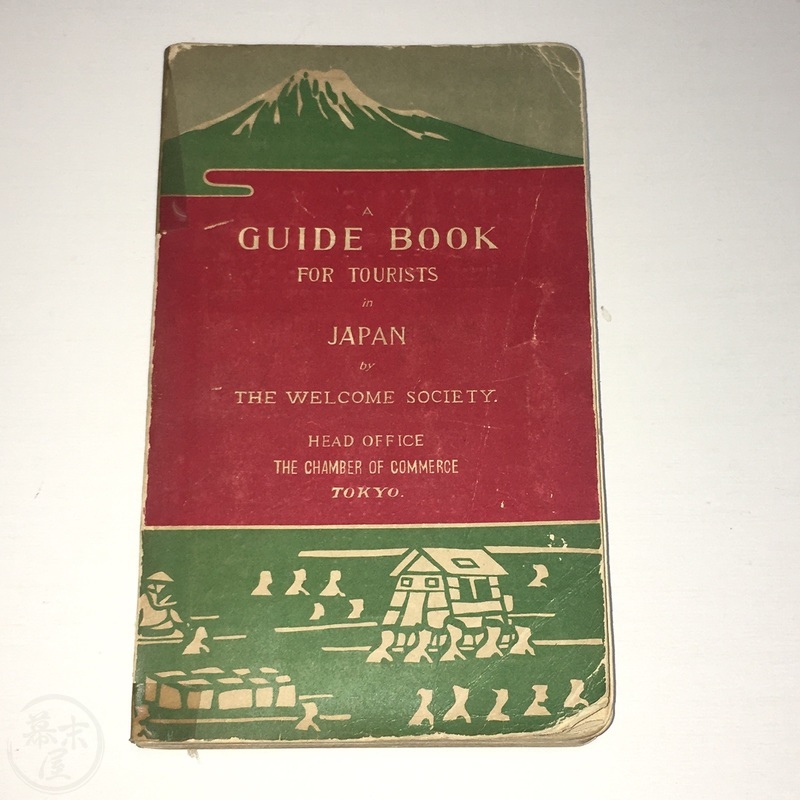 A
GUIDE BOOK
FOR TOURISTS
in
JAPAN
by
THE WELCOME SOCIETY.
HEAD OFFICE
THE CHAMBER OF COMMERCE
TOKYO.
幕末
屋